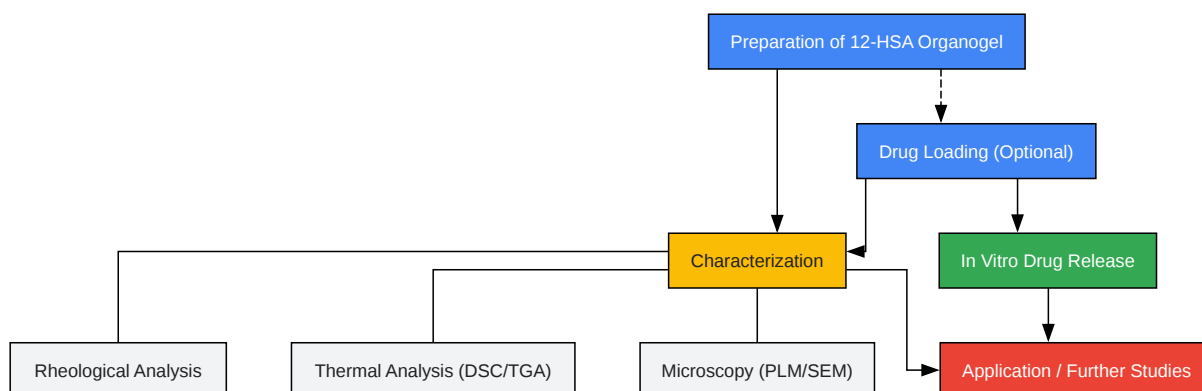 Preparation of 12-HSA Organogel
Drug Loading (Optional)
Characterization
In Vitro Drug Release
Rheological Analysis
Thermal Analysis (DSC/TGA)
Microscopy (PLM/SEM)
Application / Further Studies